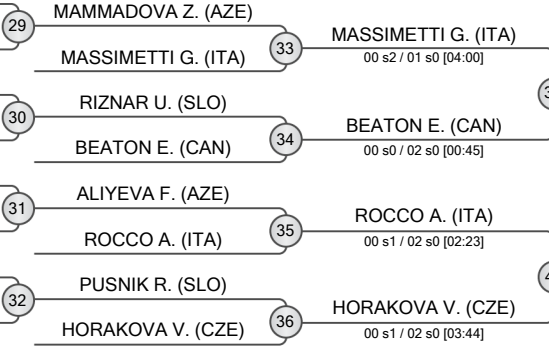 MAMMADOVA Z. (AZE)
29
MASSIMETTI G. (ITA)
33
MASSIMETTI G. (ITA)
00 s2 / 01 s0 [04:00]
RIZNAR U. (SLO)
30
BEATON E. (CAN)
34
BEATON E. (CAN)
00 s0 / 02 s0 [00:45]
ALIYEVA F. (AZE)
31
ROCCO A. (ITA)
35
ROCCO A. (ITA)
00 s1 / 02 s0 [02:23]
PUSNIK R. (SLO)
32
HORAKOVA V. (CZE)
36
HORAKOVA V. (CZE)
00 s1 / 02 s0 [03:44]